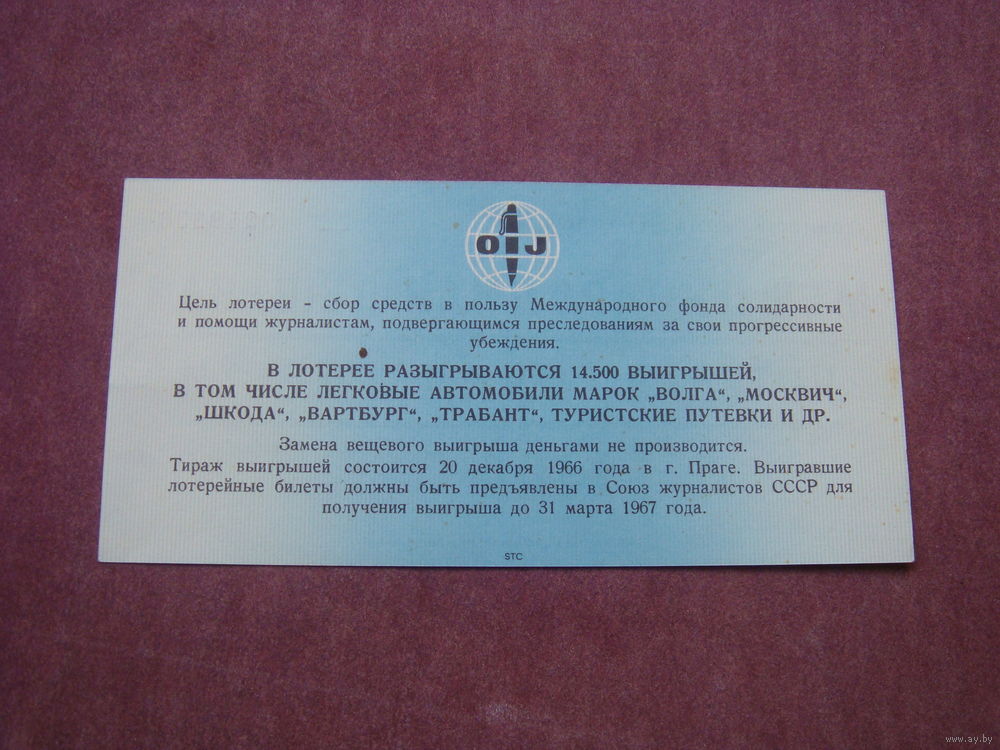 O J
Цель лотереи - сбор средств в пользу Международного фонда солидарности
и помощи журналистам, подвергающимся преследованиям за свои прогрессивные
убеждения.
В ЛОТЕРЕЕ РАЗЫГРЫВАЮТСЯ 14.500 ВЫИГРЫШЕЙ,
В ТОМ ЧИСЛЕ ЛЕГКОВЫЕ АВТОМОБИЛИ МАРОК „ВОЛГА“, „МОСКВИЧ“,
„ШКОДА“, „ВАРТБУРГ“, „ТРАБАНТ“, ТУРИСТСКИЕ ПУТЕВКИ И ДР.
Замена вещевого выигрыша деньгами не производится.
Тираж выигрышей состоится 20 декабря 1966 года в г. Праге. Выигравшие
лотерейные билеты должны быть предъявлены в Союз журналистов СССР для
получения выигрыша до 31 марта 1967 года.
STC
www.ay.by